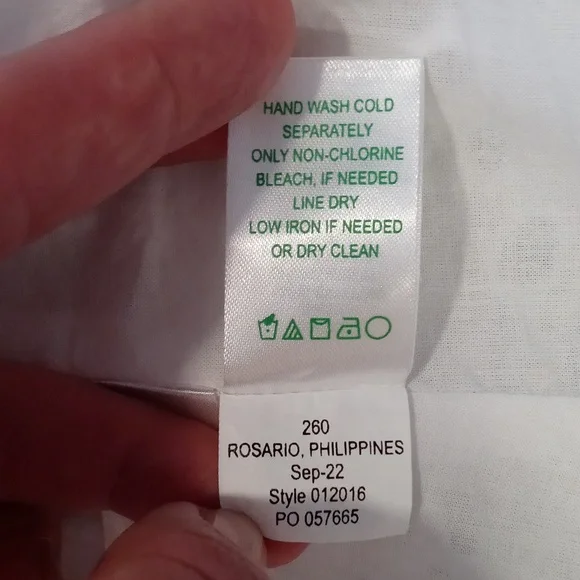 HAND WASH COLD
SEPARATELY
ONLY NON-CHLORINE
BLEACH, IF NEEDED
LINE DRY
LOW IRON IF NEEDED
OR DRY CLEAN
260
ROSARIO, PHILIPPINES
Sep-22
Style 012016
PO 057665